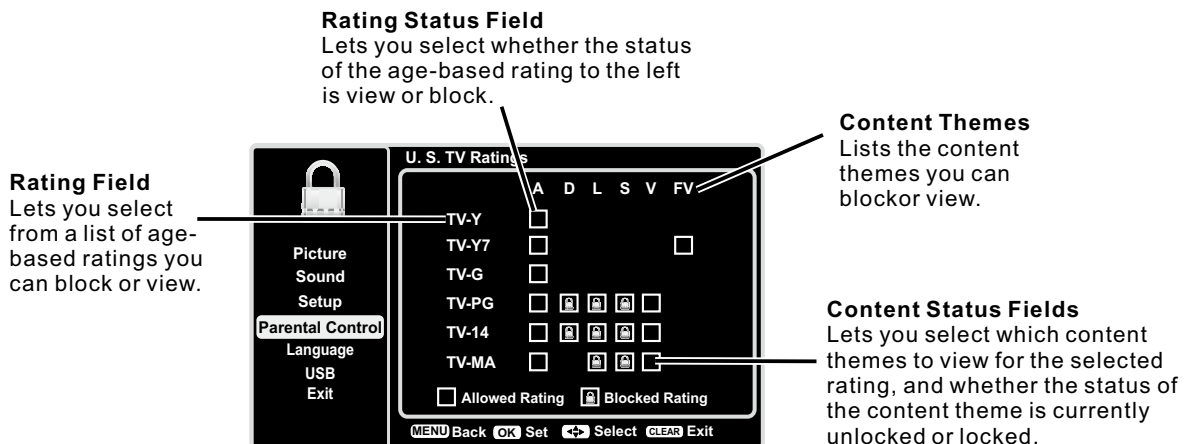 Rating Status Field
Lets you select whether the status
of the age-based rating to the left
is view or block.
Content Themes
Lists the content
themes you can
blockor view.
Rating Field
Lets you select
from a list of age-
based ratings you
can block or view.
Picture
Sound
Setup
Parental Control
Language
USB
Exit
U. S. TV Ratings
A D L S V FV
TV-Y
TV-Y7
TV-G
TV-PG
TV-14
TV-MA
Allowed Rating Blocked Rating
MENU Back OK Set Select CLEAR Exit
Content Status Fields
Lets you select which content
themes to view for the selected
rating, and whether the status of
the content theme is currently
unlocked or locked.